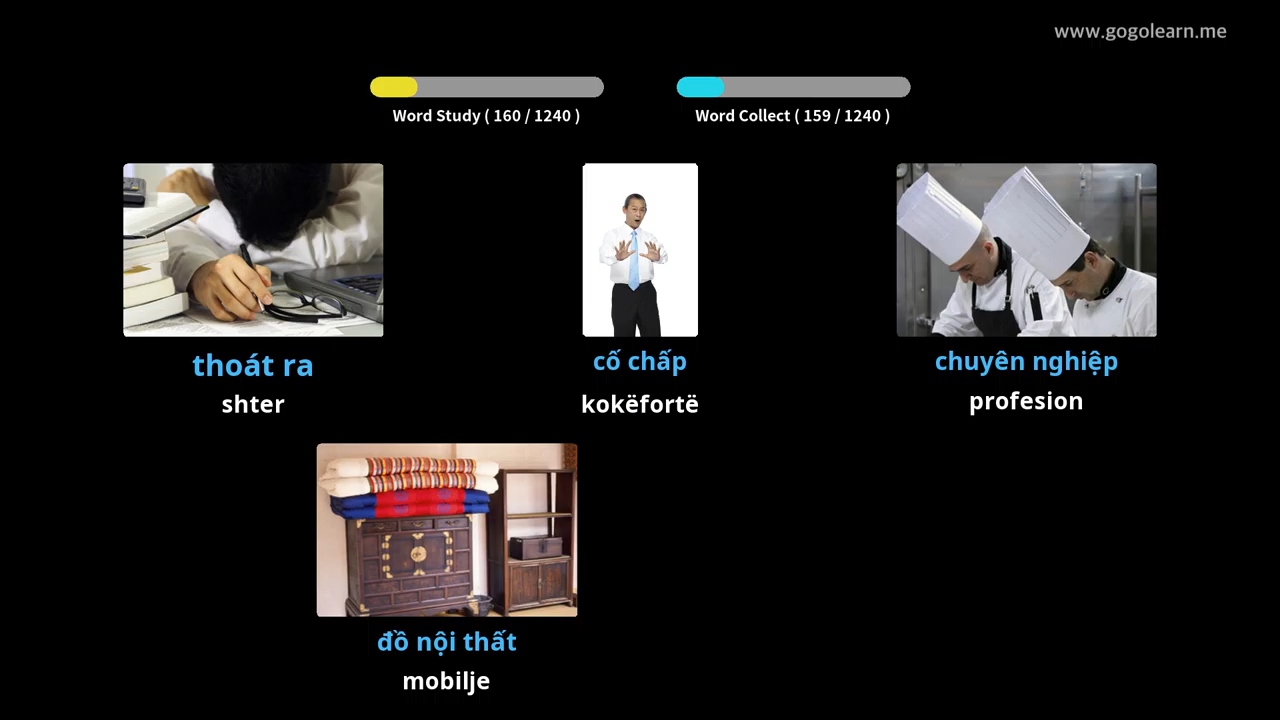 www.gogolearn.me
Word Study ( 160 / 1240 )
Word Collect ( 159 / 1240 )
thoát ra
shter
cố chấp
kokëfortë
chuyên nghiệp
profesion
đồ nội thất
mobilje